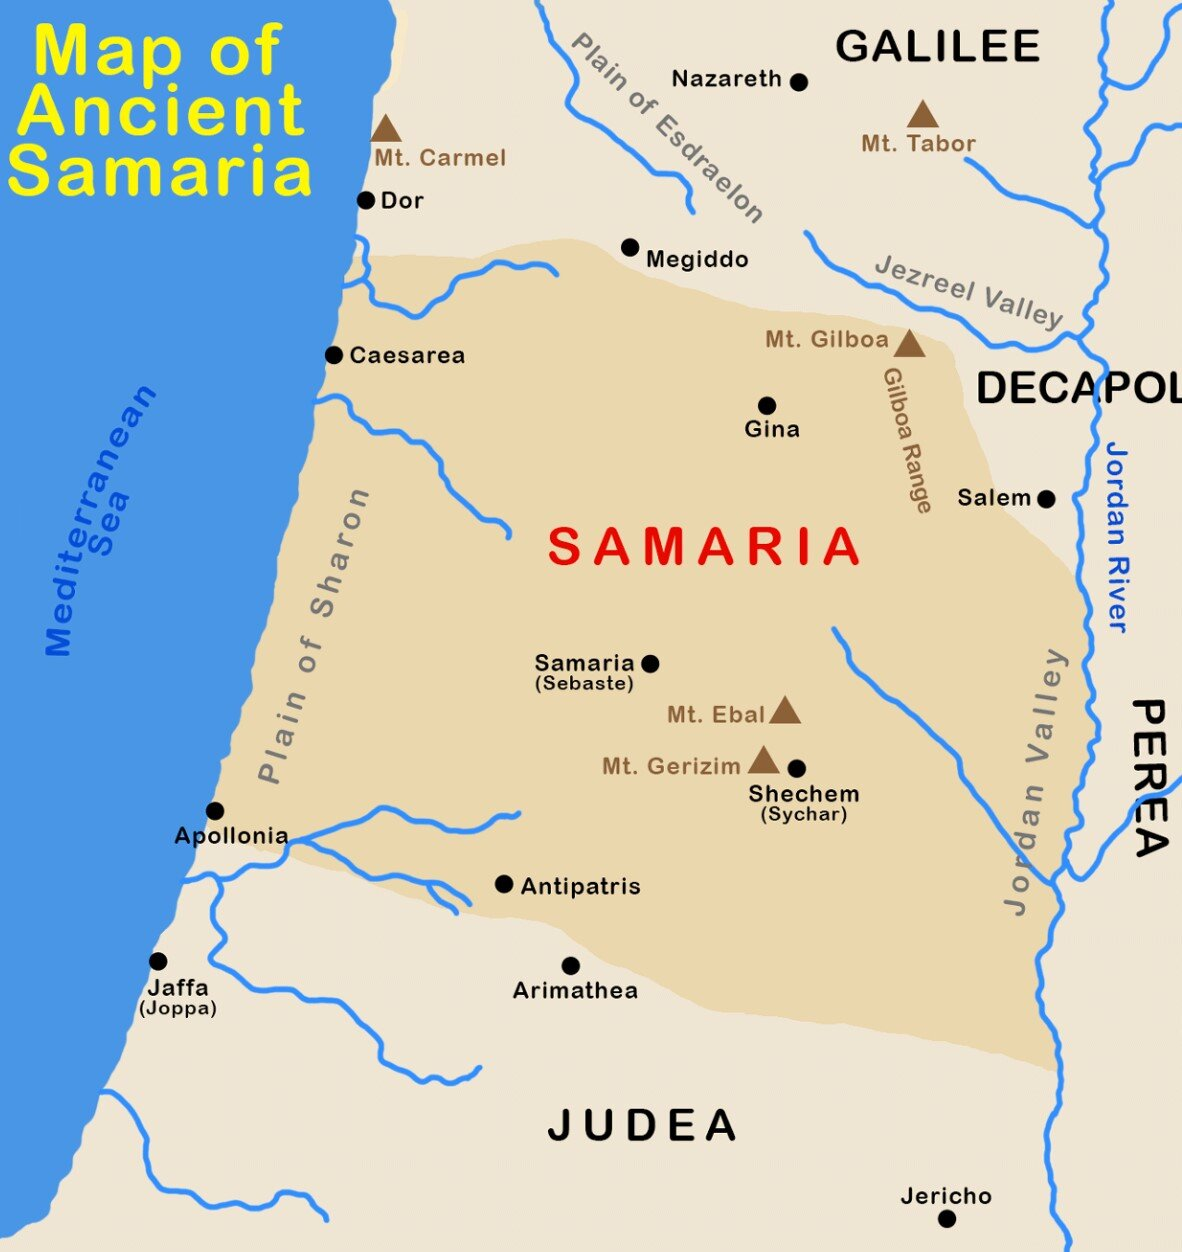 Map of
Ancient
Samaria
GALILEE
Nazareth
Plain of Esdraelon
Mt. Tabor
Mt. Carmel
Dor
Megiddo
Jezreel Valley
Mt. Gilboa
Caesarea
DECAPOL
Gilboa Range
Gina
Mediterranean
Sea
Jordan River
Salem
Plain of Sharon
SAMARIA
Samaria
(Sebaste)
Jordan Valley
Mt. Ebal
PEREA
Mt. Gerizim
Shechem
(Sychar)
Apollonia
Antipatris
Jaffa
(Joppa)
Arimathea
JUDEA
Jericho